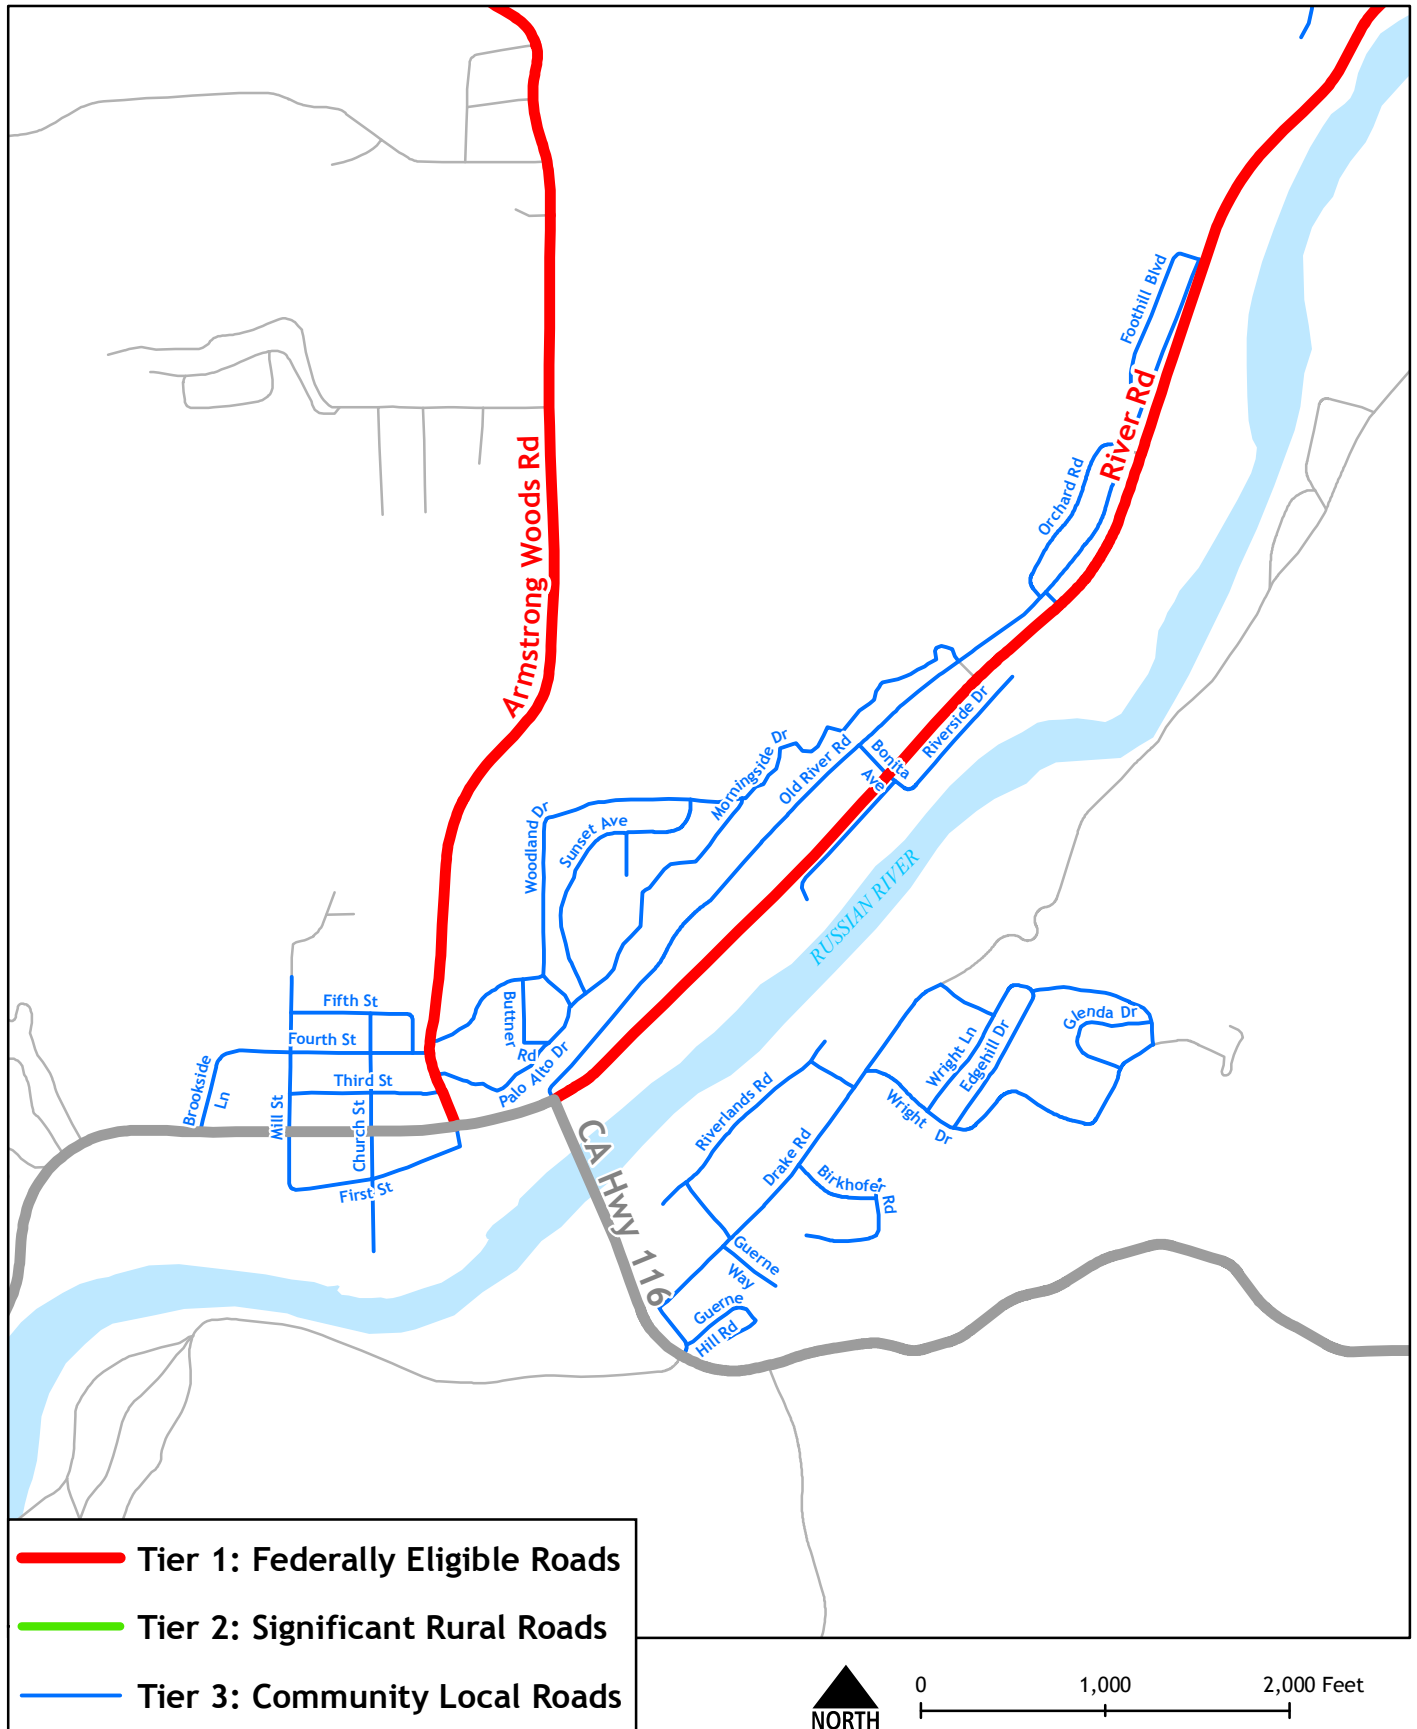 Foothill Blvd
River Rd
Orchard Rd
Armstrong Woods Rd
Riverside Dr
Bonita
Ave
Old River Rd
Morningside Dr
Woodland Dr
Sunset Ave
RUSSIAN RIVER
Fifth St
Buttner
Rd
Fourth St
Glenda Dr
Wright Ln
Edgehill Dr
Brookside
Ln
Third St
Palo Alto Dr
Riverlands Rd
Wright Dr
Mill St
Church St
CA Hwy 116
Drake Rd
Birkhofer Rd
First St
Guerne
Way
Guerne
Hill Rd
Tier 1: Federally Eligible Roads
Tier 2: Significant Rural Roads
Tier 3: Community Local Roads
NORTH
0 1,000 2,000 Feet